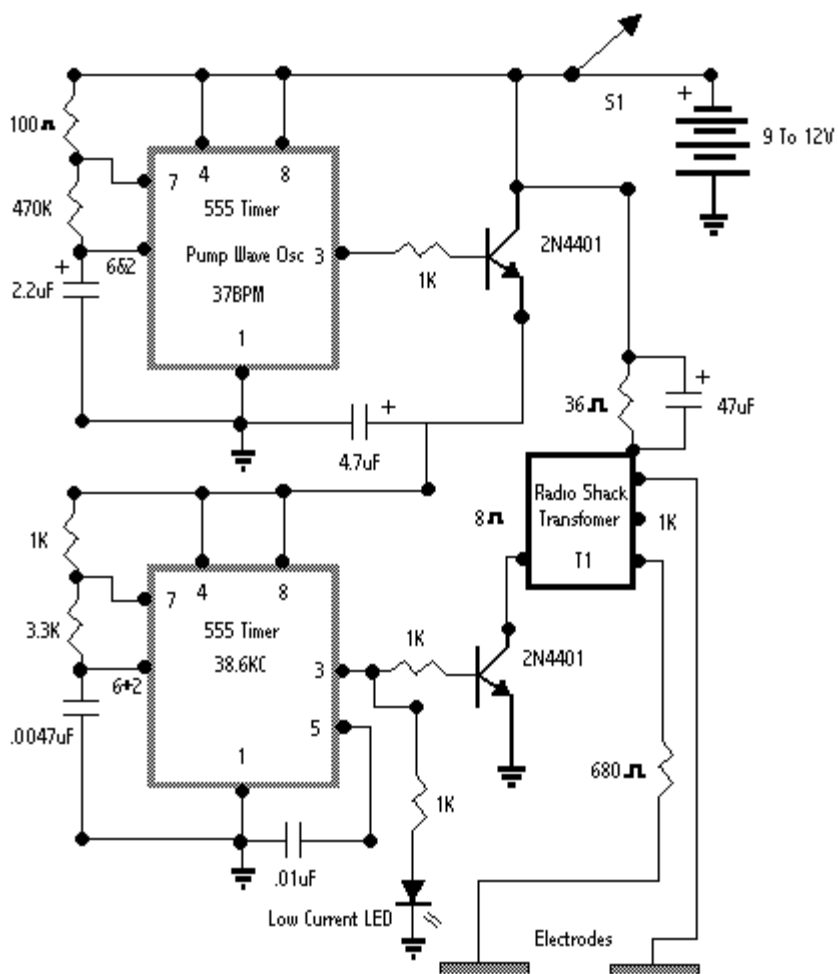 S1
+
9 To 12V
100Ω
7
4
8
470K
555 Timer
2N4401
Pump Wave Osc
3
6&2
+
37BPM
1K
2.2uF
1
+
36Ω
47uF
+
4.7uF
8Ω
Radio Shack
Transfomer
1K
T1
1K
7
4
8
3.3K
555 Timer
1K
2N4401
38.6KC
3
6+2
5
.0047uF
1
680Ω
1K
.01uF
Low Current LED
Electrodes